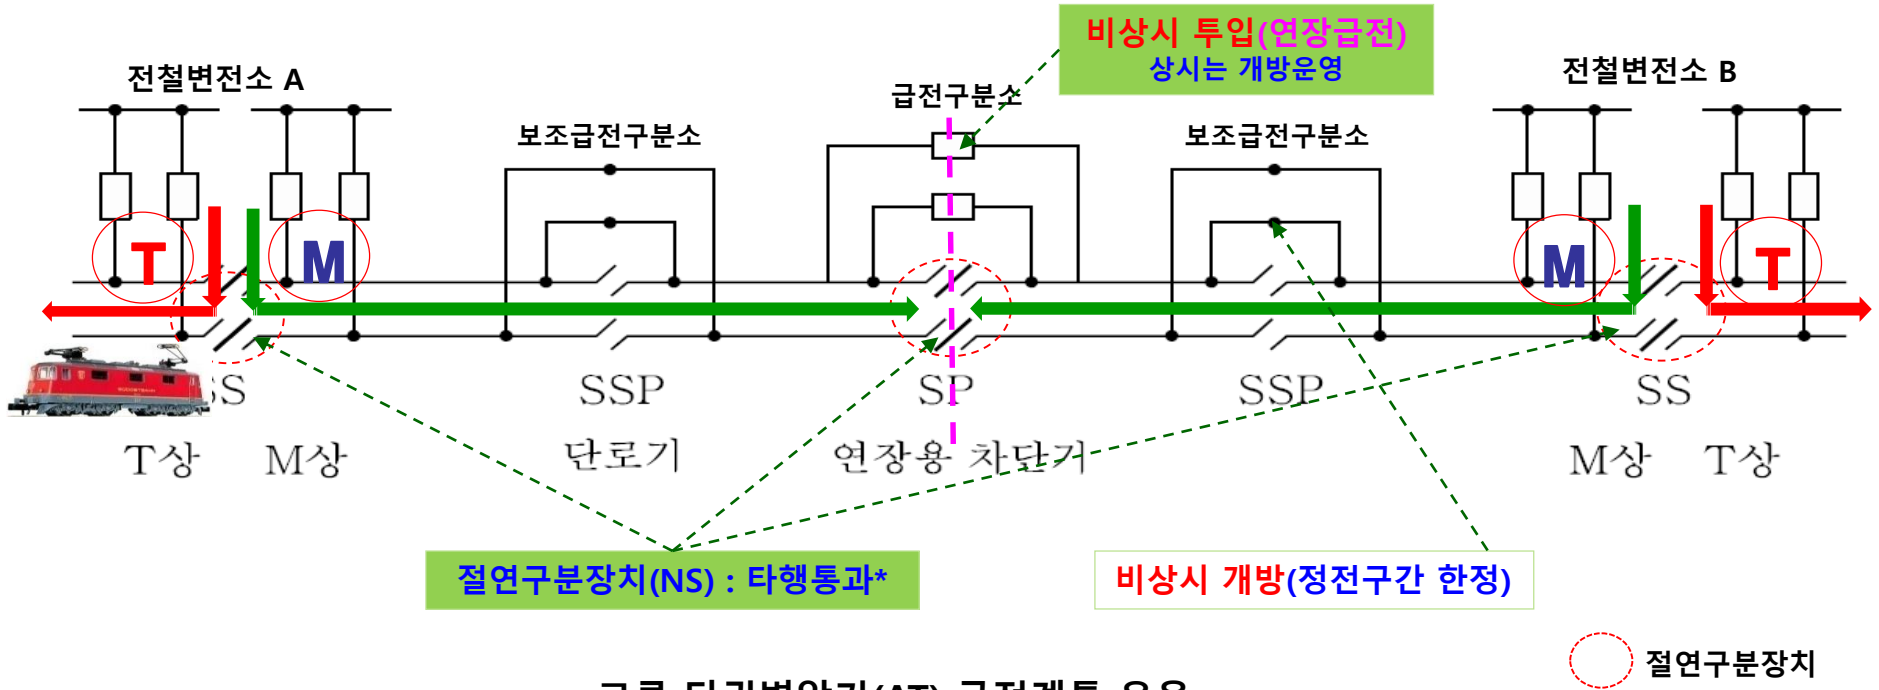 비상시 투입(연장급전)
상시는 개방운영
전철변전소 A
전철변전소 B
급전구분소
보조급전구분소
보조급전구분소
T
M
M
T
SSP
SP
SSP
SS
T상
M상
단로기
연장용 차단기
M상
T상
절연구분장치(NS) : 타행통과*
비상시 개방(정전구간 한정)
절연구분장치